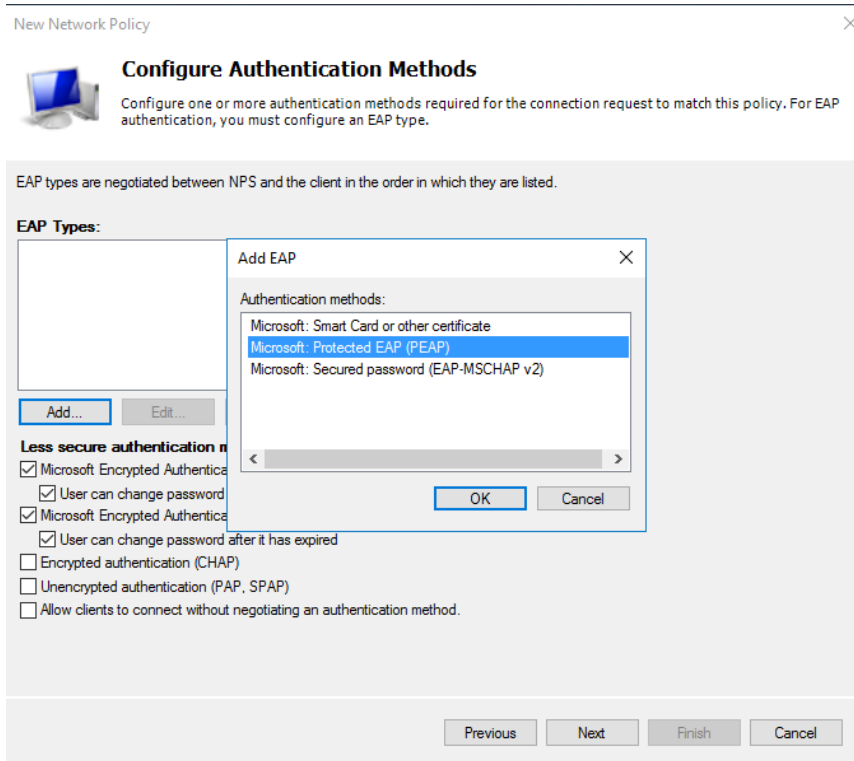 New Network Policy
Configure Authentication Methods
Configure one or more authentication methods required for the connection request to match this policy. For EAP
authentication, you must configure an EAP type.
EAP types are negotiated between NPS and the client in the order in which they are listed.
EAP Types:
Add EAP
Authentication methods:
Microsoft: Smart Card or other certificate
Microsoft: Protected EAP (PEAP)
Microsoft: Secured password (EAP-MSCHAP v2)
OK
Cancel
Add...
Edit...
Less secure authentication
Microsoft Encrypted Authentica
User can change password
Microsoft Encrypted Authentica
User can change password after it has expired
Encrypted authentication (CHAP)
Unencrypted authentication (PAP, SPAP)
Allow clients to connect without negotiating an authentication method.
Previous
Next
Finish
Cancel